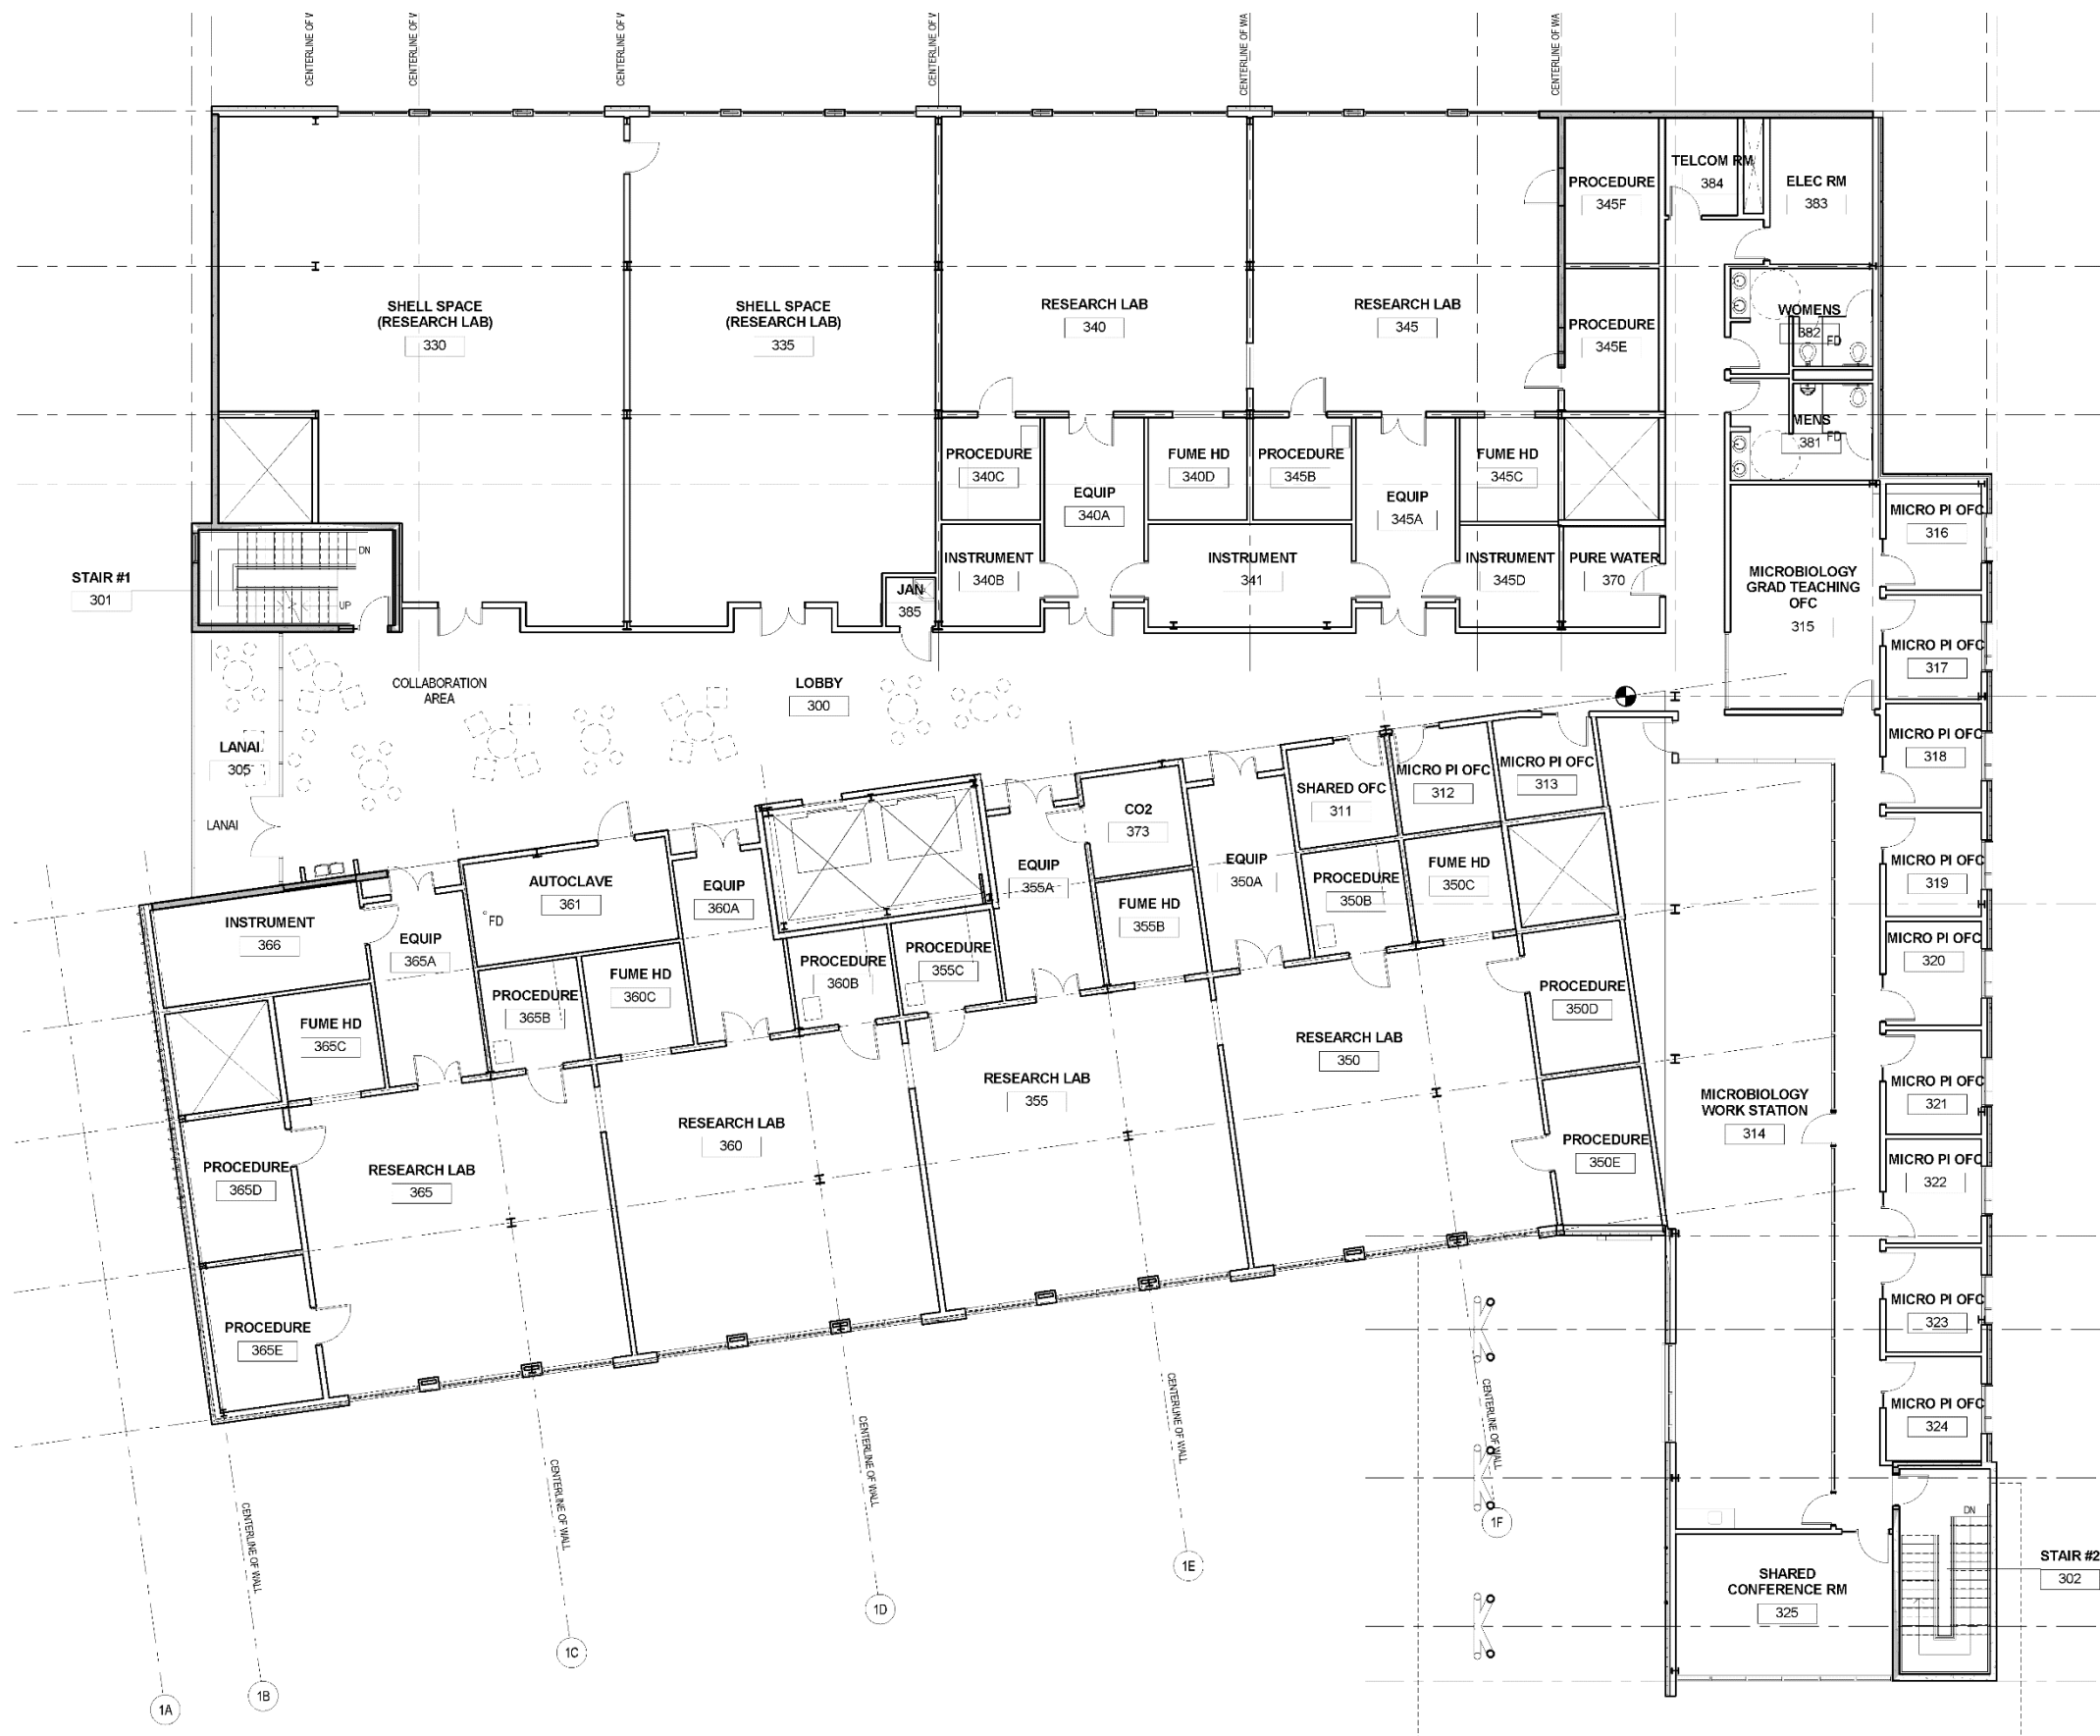 CENTERLINE OF W
CENTERLINE OF W
CENTERLINE OF W
CENTERLINE OF W
CENTERLINE OF WA
CENTERLINE OF WA
TELCOM RM
384
ELEC RM
383
PROCEDURE
345F
SHELL SPACE
(RESEARCH LAB)
330
SHELL SPACE
(RESEARCH LAB)
335
RESEARCH LAB
340
RESEARCH LAB
345
PROCEDURE
345E
WOMENS
382
FD
MENS
381
FD
PROCEDURE
340C
EQUIP
340A
FUME HD
340D
PROCEDURE
345B
EQUIP
345A
FUME HD
345C
INSTRUMENT
340B
INSTRUMENT
341
INSTRUMENT
345D
PURE WATER
370
JAN
385
STAIR #1
301
DN
UP
MICROBIOLOGY
GRAD TEACHING
OFC
315
MICRO PI OFC
316
MICRO PI OFC
317
MICRO PI OFC
318
MICRO PI OFC
319
MICRO PI OFC
320
MICRO PI OFC
321
MICRO PI OFC
322
MICRO PI OFC
323
MICRO PI OFC
324
COLLABORATION
AREA
LOBBY
300
LANAI
305
LANAI
SHARED OFC
311
MICRO PI OFC
312
MICRO PI OFC
313
CO2
373
EQUIP
355A
EQUIP
350A
FUME HD
355B
PROCEDURE
350B
FUME HD
350C
AUTOCLAVE
361
FD
EQUIP
360A
INSTRUMENT
366
EQUIP
365A
PROCEDURE
365B
FUME HD
360C
PROCEDURE
360B
PROCEDURE
355C
FUME HD
365C
PROCEDURE
350D
RESEARCH LAB
350
RESEARCH LAB
355
RESEARCH LAB
360
RESEARCH LAB
365
PROCEDURE
365D
PROCEDURE
365E
PROCEDURE
350E
MICROBIOLOGY
WORK STATION
314
CENTERLINE OF WALL
CENTERLINE OF WALL
CENTERLINE OF WALL
CENTERLINE OF WALL
CENTERLINE OF WALL
1A
1B
1C
1D
1E
1F
SHARED
CONFERENCE RM
325
DN
STAIR #2
302